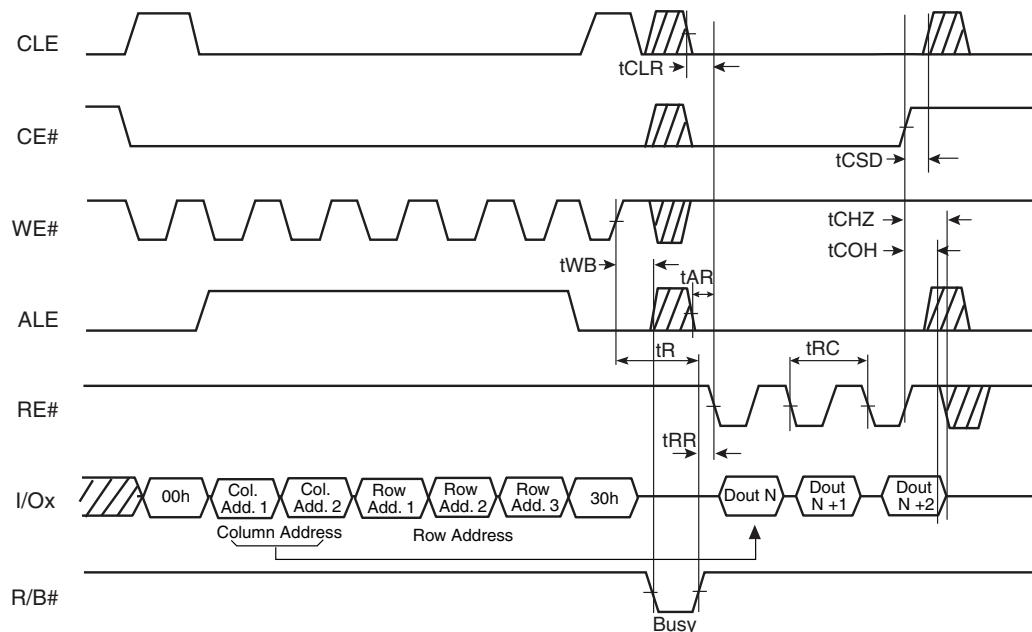 CLE
tCLR
CE#
tCSD
WE#
tCHZ
tCOH
tWB
tAR
ALE
tR
tRC
RE#
tRR
I/Ox
00h
Col. Add. 1
Col. Add. 2
Row Add. 1
Row Add. 2
Row Add. 3
30h
Dout N
Dout N +1
Dout N +2
Column Address
Row Address
R/B#
Busy